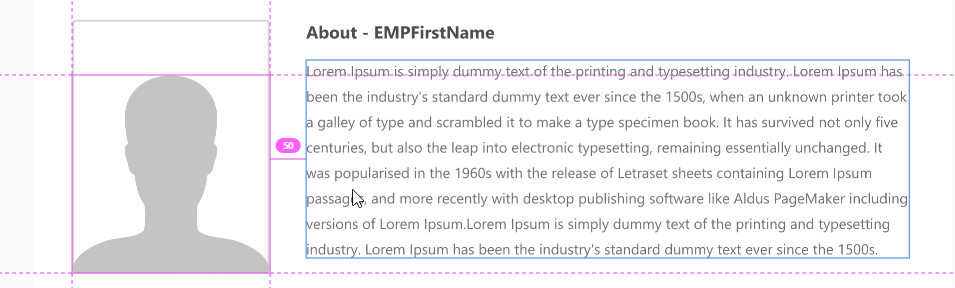 About - EMPFirstName
Lorem Ipsum is simply dummy text of the printing and typesetting industry. Lorem Ipsum has
been the industry's standard dummy text ever since the 1500s, when an unknown printer took
a galley of type and scrambled it to make a type specimen book. It has survived not only five
50
centuries, but also the leap into electronic typesetting, remaining essentially unchanged. It
was popularised in the 1960s with the release of Letraset sheets containing Lorem Ipsum
passages, and more recently with desktop publishing software like Aldus PageMaker including
versions of Lorem Ipsum.Lorem Ipsum is simply dummy text of the printing and typesetting
industry. Lorem Ipsum has been the industry's standard dummy text ever since the 1500s.